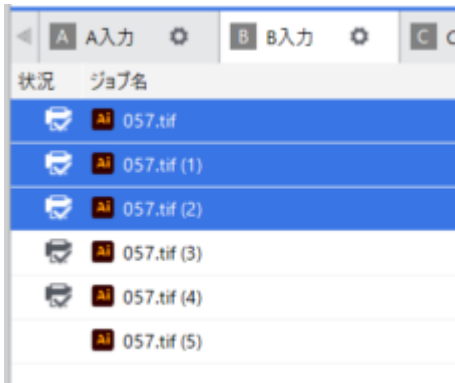 A A入力 B B入力 C
状況 ジョブ名
Ai 057.tif
Ai 057.tif (1)
Ai 057.tif (2)
Ai 057.tif (3)
Ai 057.tif (4)
Ai 057.tif (5)